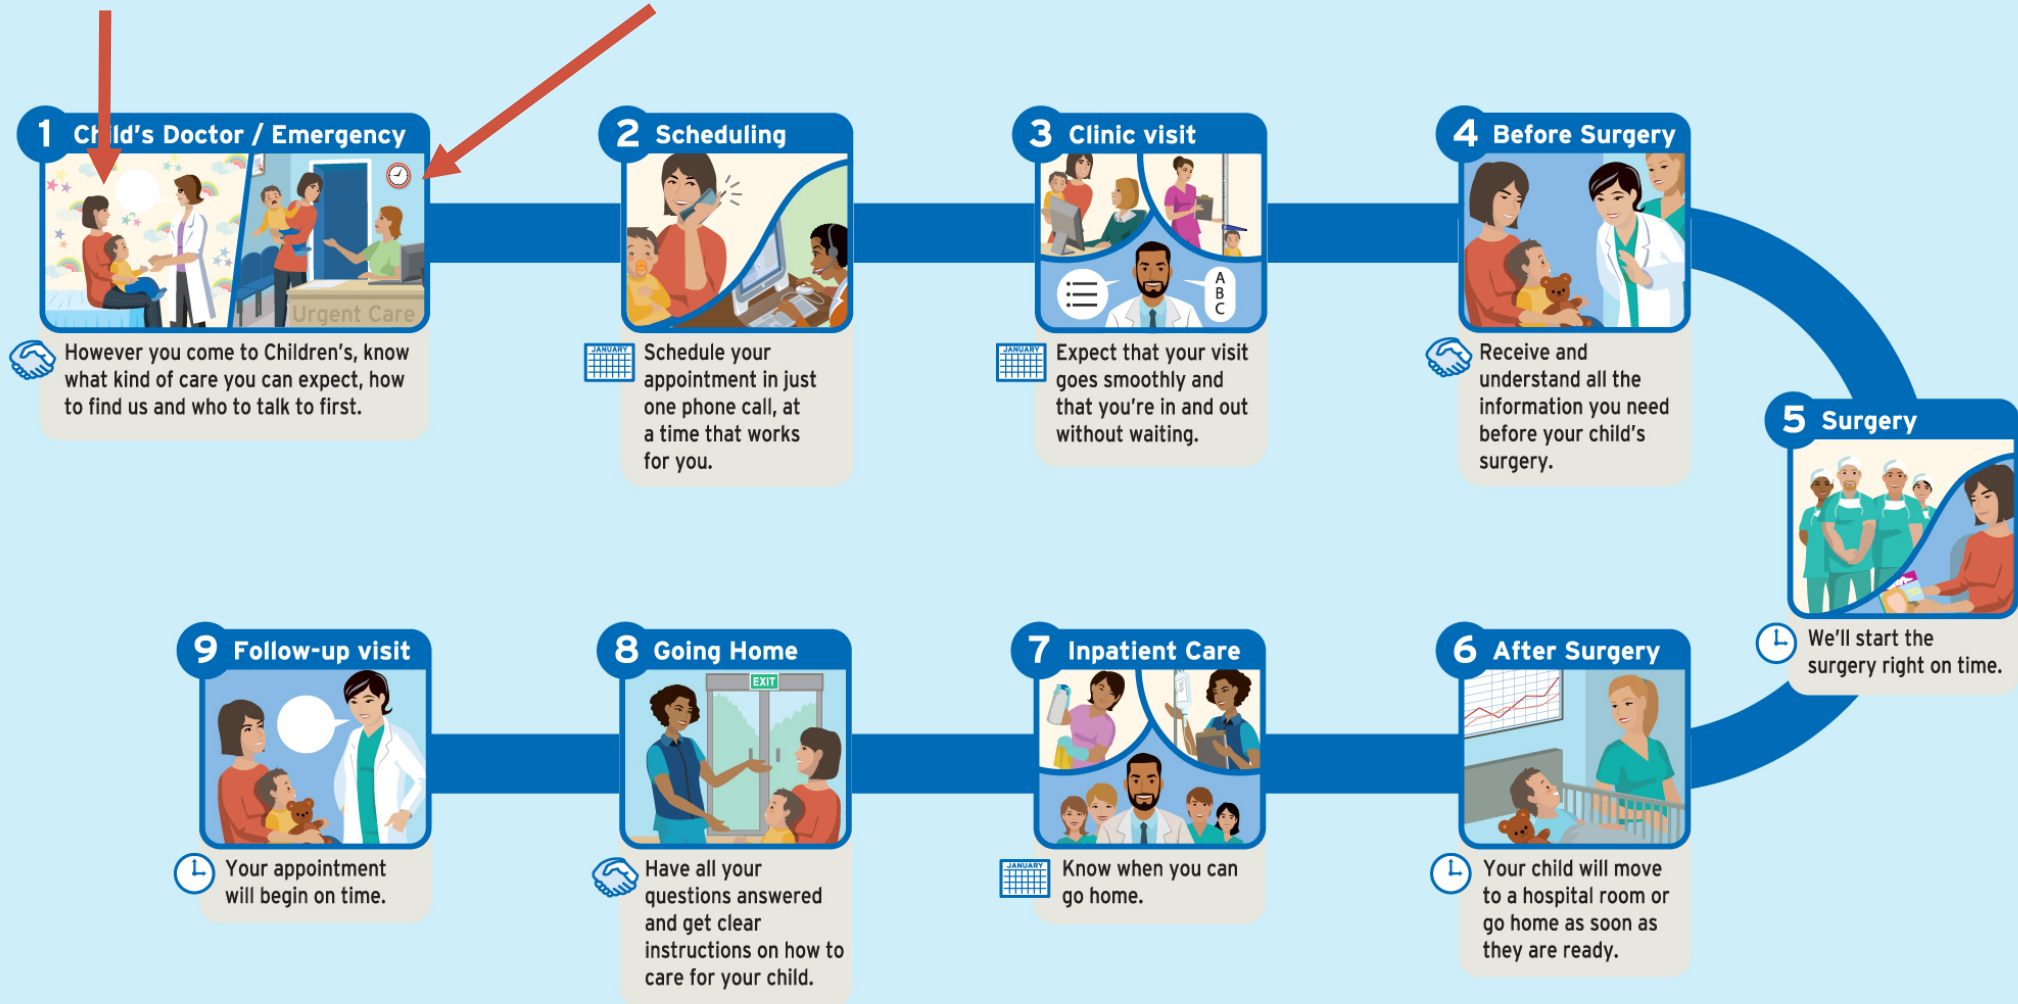 1 Child's Doctor / Emergency
Urgent Care
However you come to Children's, know
what kind of care you can expect, how
to find us and who to talk to first.
2 Scheduling
JANUARY
Schedule your
appointment in just
one phone call, at
a time that works
for you.
3 Clinic visit
A
B
C
JANUARY
Expect that your visit
goes smoothly and
that you're in and out
without waiting.
4 Before Surgery
Receive and
understand all the
information you need
before your child's
surgery.
5 Surgery
We'll start the
surgery right on time.
6 After Surgery
Your child will move
to a hospital room or
go home as soon as
they are ready.
7 Inpatient Care
JANUARY
Know when you can
go home.
8 Going Home
EXIT
Have all your
questions answered
and get clear
instructions on how to
care for your child.
9 Follow-up visit
Your appointment
will begin on time.